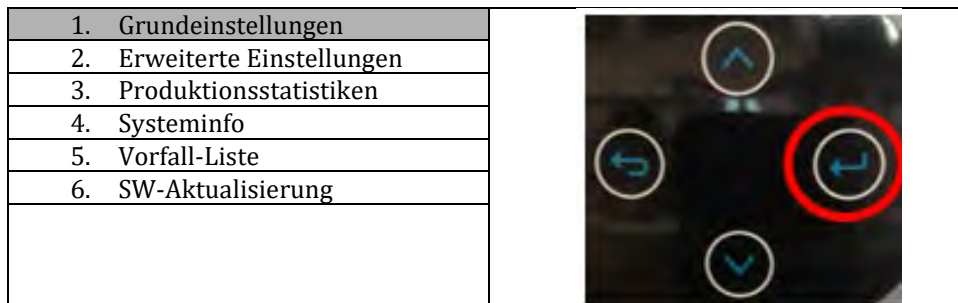 1. Grundeinstellungen
2. Erweiterte Einstellungen
3. Produktionsstatistiken
4. Systeminfo
5. Vorfall-Liste
6. SW-Aktualisierung